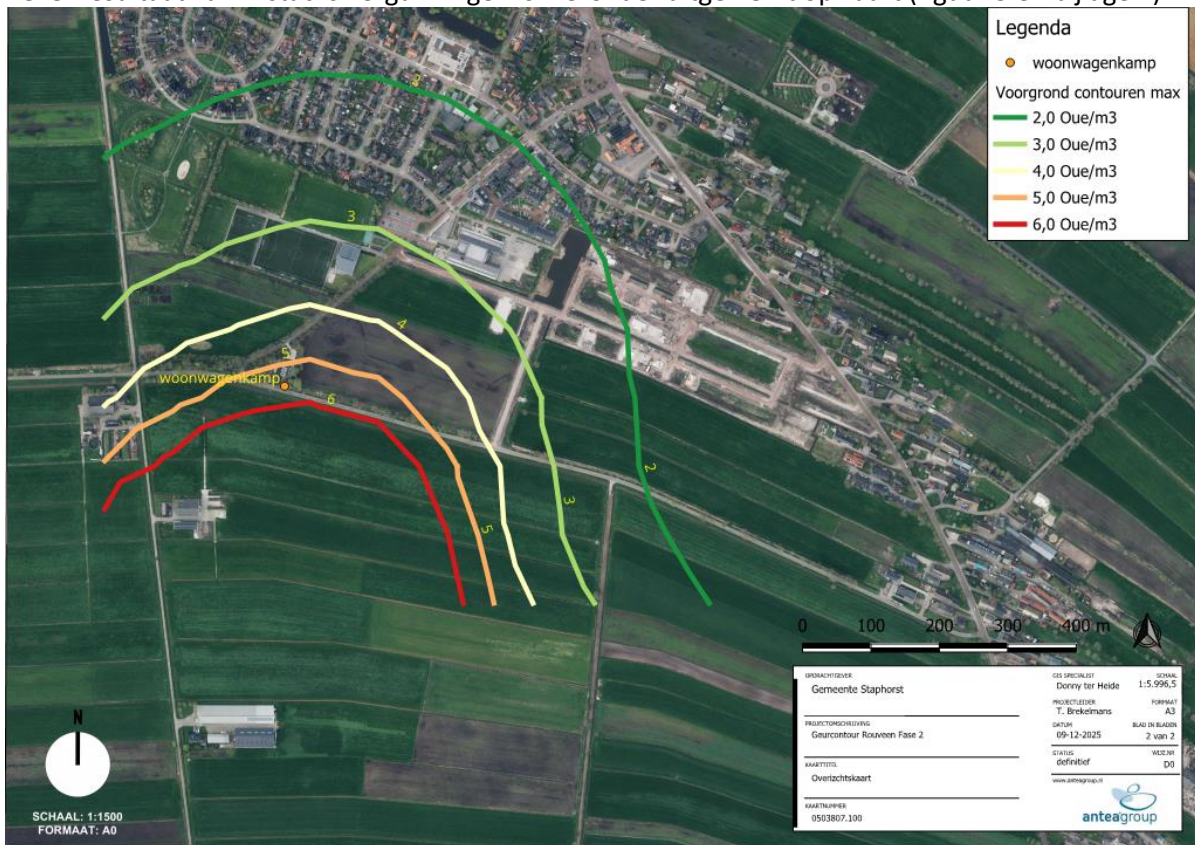 Legenda
woonwagenkamp
Voorgrond contouren max
2,0 Oue/m3
3,0 Oue/m3
4,0 Oue/m3
5,0 Oue/m3
6,0 Oue/m3
2
3
4
5
woonwagenkamp
6
2
3
5
0 100 200 300 400 m
N
SCHAAL: 1:1500
FORMAAT: A0
OPDRACHTGEVER
Gemeente Staphorst
PROJECTOMSCHRIJVING
Geurcontour Rouveen Fase 2
KAARTTITEL
Overizchtskaart
KAARTNUMMER
0503807.100
GIS SPECIALIST SCHAAL
Donny ter Heide 1:5.996,5
PROJECTLEIDER FORMAAT
T. Brekelmans A3
DATUM BLAD IN BLADEN
09-12-2025 2 van 2
STATUS WIJZ.NR
definitief D0
www.anteagroup.nl
anteagroup